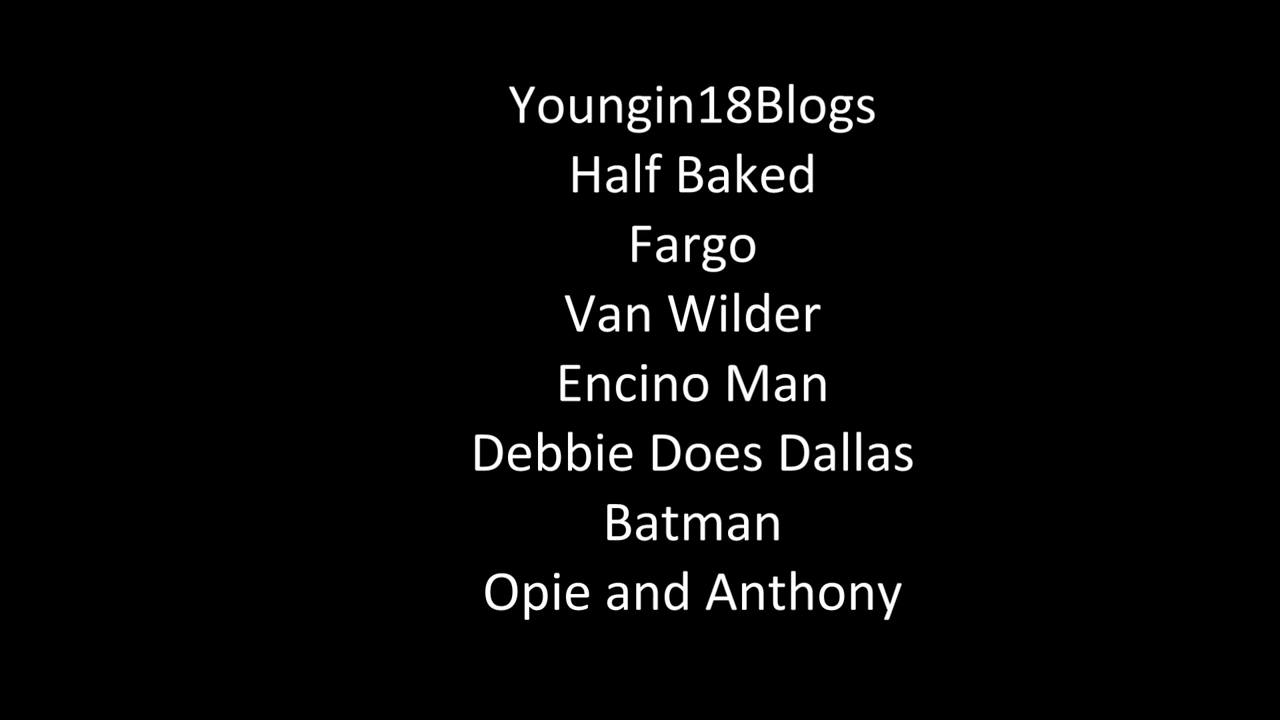 Youngin18Blogs
Half Baked
Fargo
Van Wilder
Encino Man
Debbie Does Dallas
Batman
Opie and Anthony